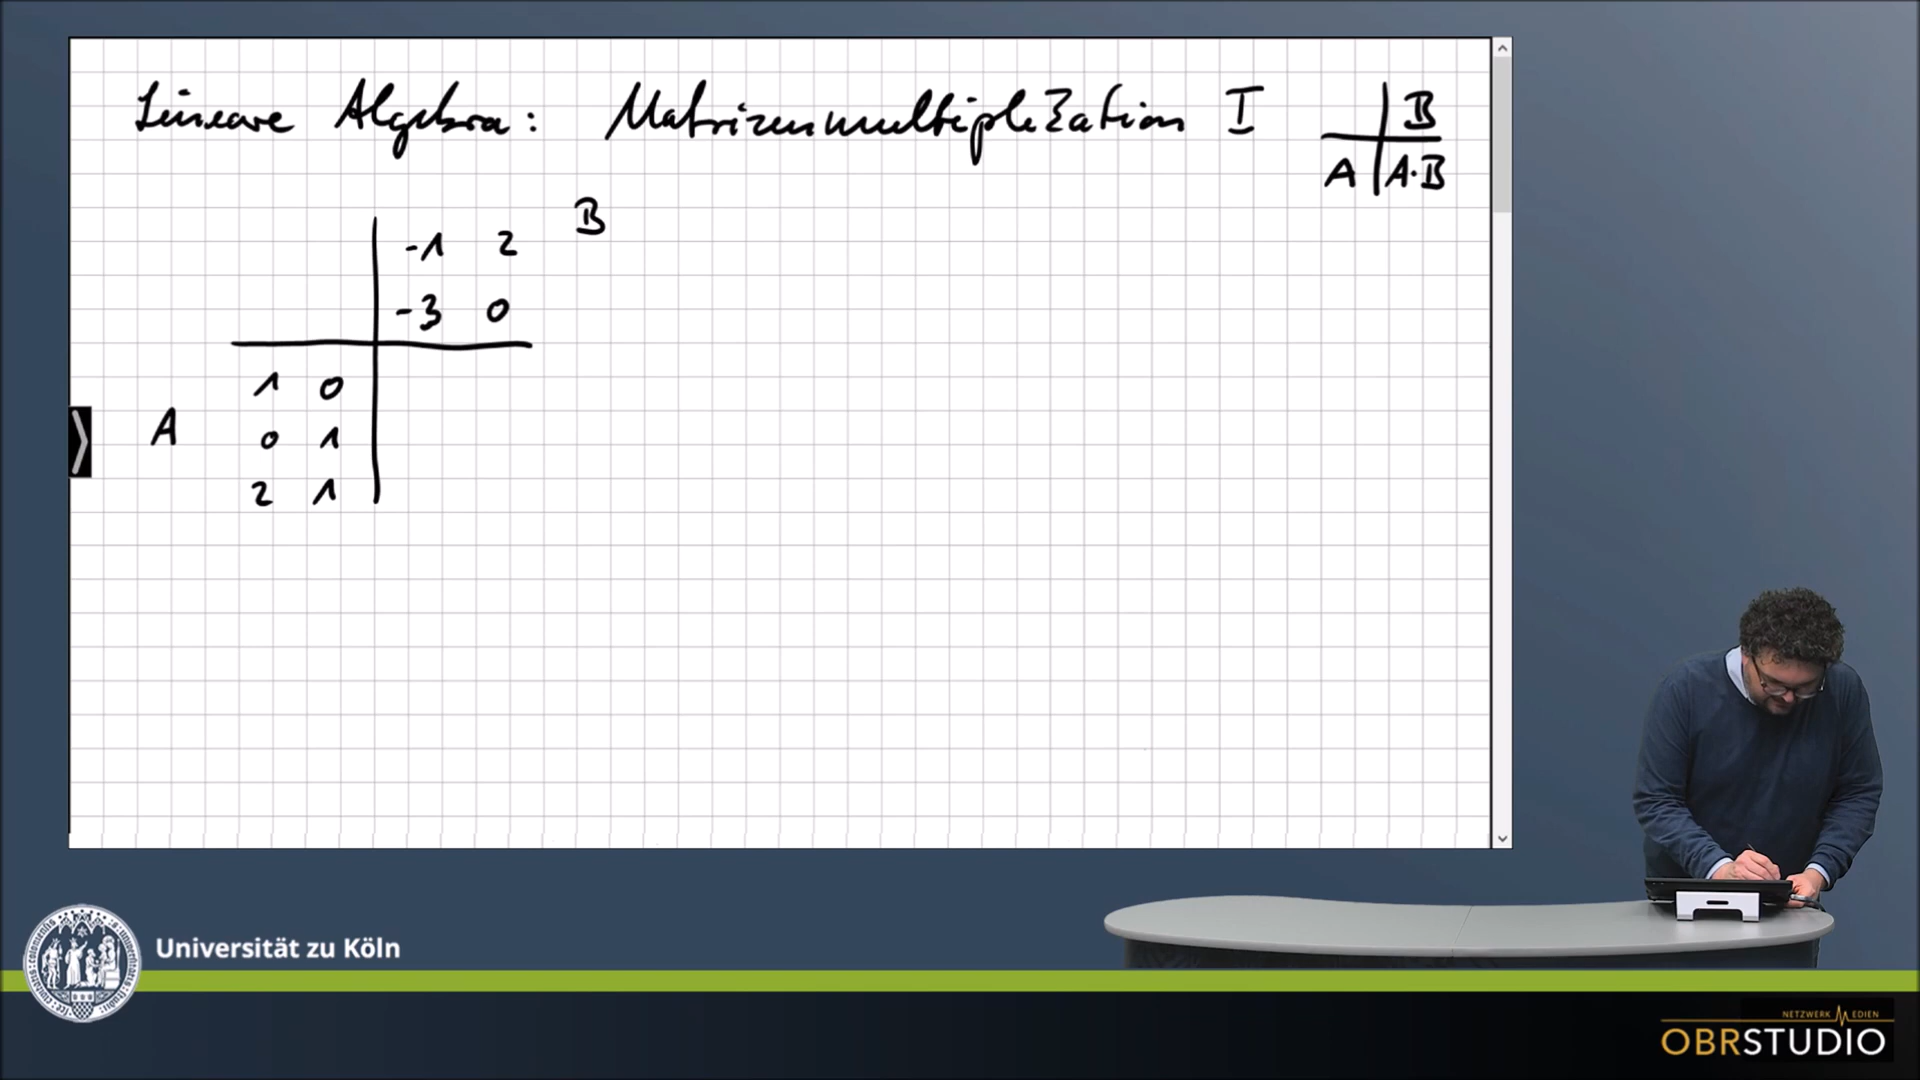 Lineare Algebra: Matrizenmultiplikation I
B
A A·B
-1 2 B
-3 0
1 0
A 0 1
2 1
Universität zu Köln
NETZWERK MEDIEN
OBRSTUDIO